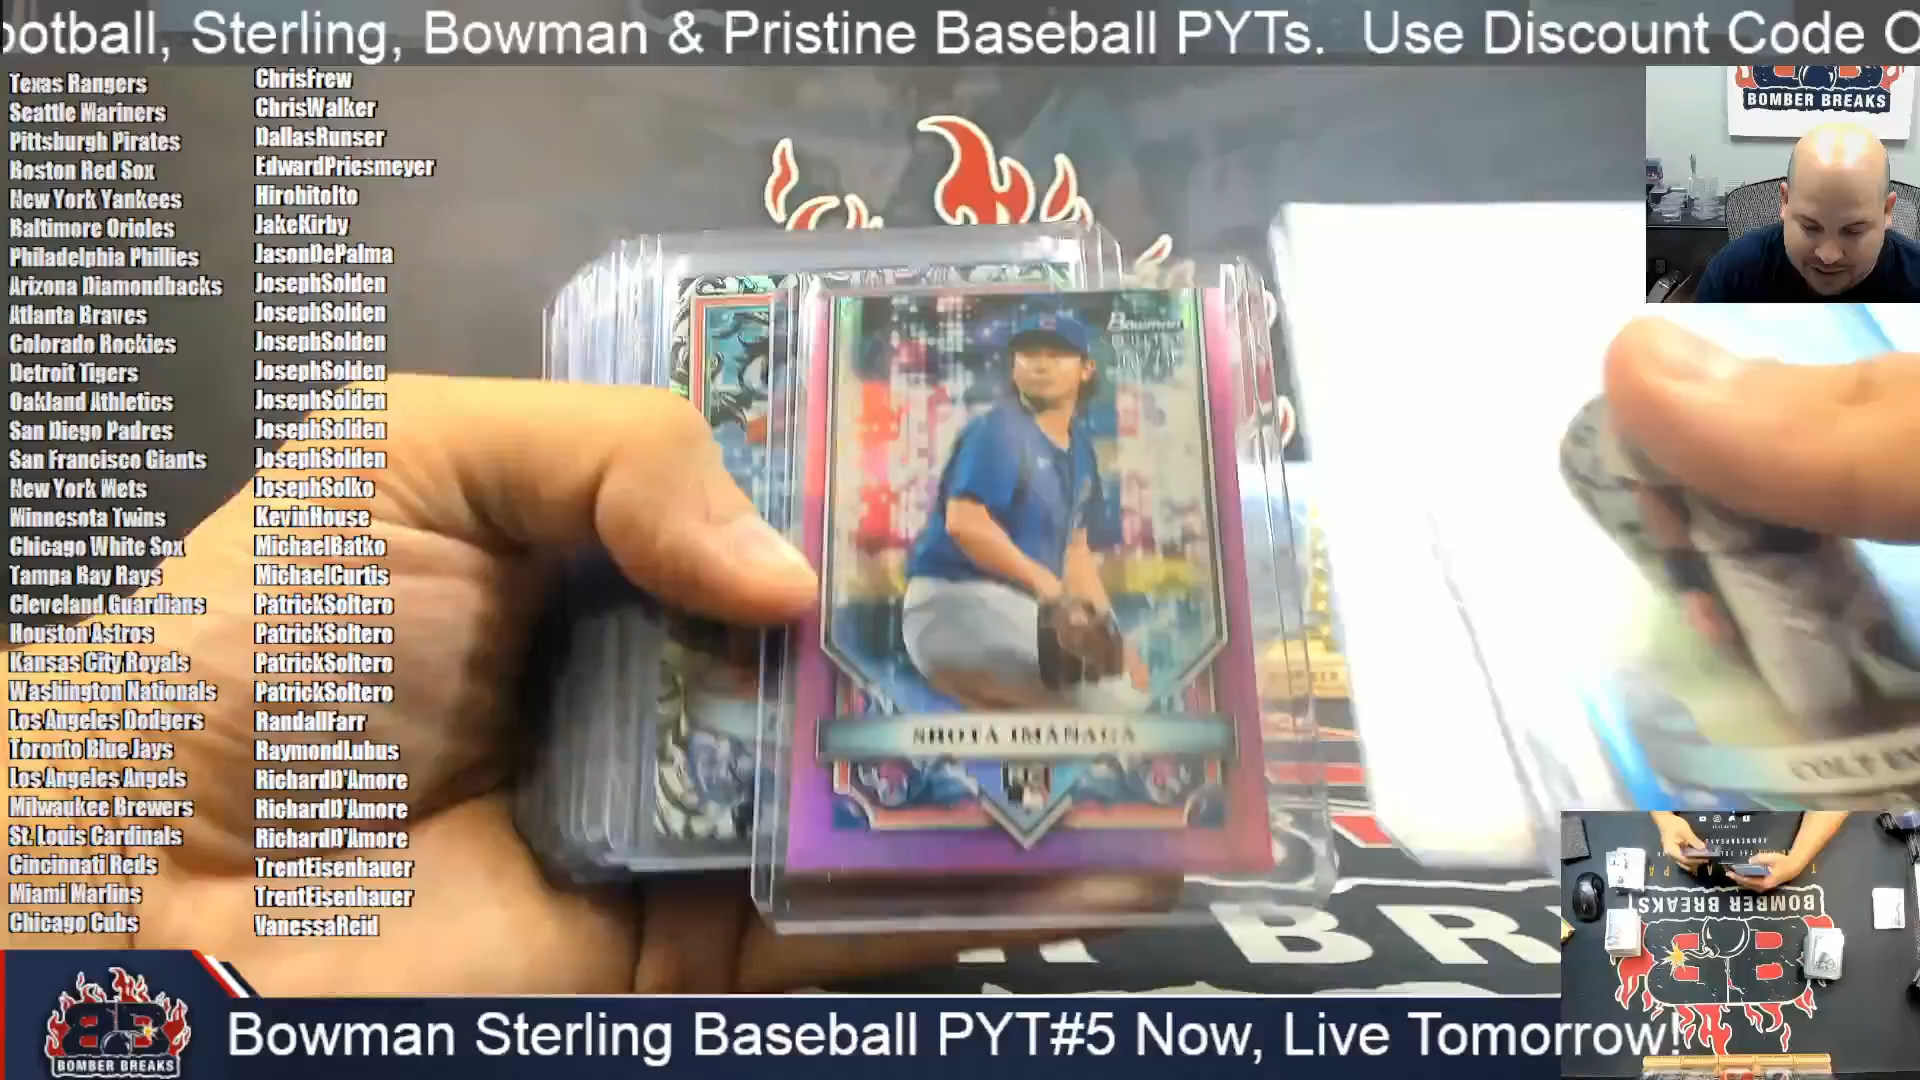 ootball, Sterling, Bowman & Pristine Baseball PYTs. Use Discount Code O
Texas Rangers ChrisFrew
Seattle Mariners ChrisWalker
Pittsburgh Pirates DallasRunser
Boston Red Sox EdwardPriesmeyer
New York Yankees HirohitoIto
Baltimore Orioles JakeKirby
Philadelphia Phillies JasonDePalma
Arizona Diamondbacks JosephSolden
Atlanta Braves JosephSolden
Colorado Rockies JosephSolden
Detroit Tigers JosephSolden
Oakland Athletics JosephSolden
San Diego Padres JosephSolden
San Francisco Giants JosephSolden
New York Mets JosephSolko
Minnesota Twins KevinHouse
Chicago White Sox MichaelBatko
Tampa Bay Rays MichaelCurtis
Cleveland Guardians PatrickSoltero
Houston Astros PatrickSoltero
Kansas City Royals PatrickSoltero
Washington Nationals PatrickSoltero
Los Angeles Dodgers RandallFarr
Toronto Blue Jays RaymondLubus
Los Angeles Angels RichardD'Amore
Milwaukee Brewers RichardD'Amore
St. Louis Cardinals RichardD'Amore
Cincinnati Reds TrentEisenhauer
Miami Marlins TrentEisenhauer
Chicago Cubs VanessaReid
BOMBER BREAKS
Bowman
SHOTA IMANAGA
BR
BOMBER BREAKS
BOMBER BREAKS
Bowman Sterling Baseball PYT#5 Now, Live Tomorrow!